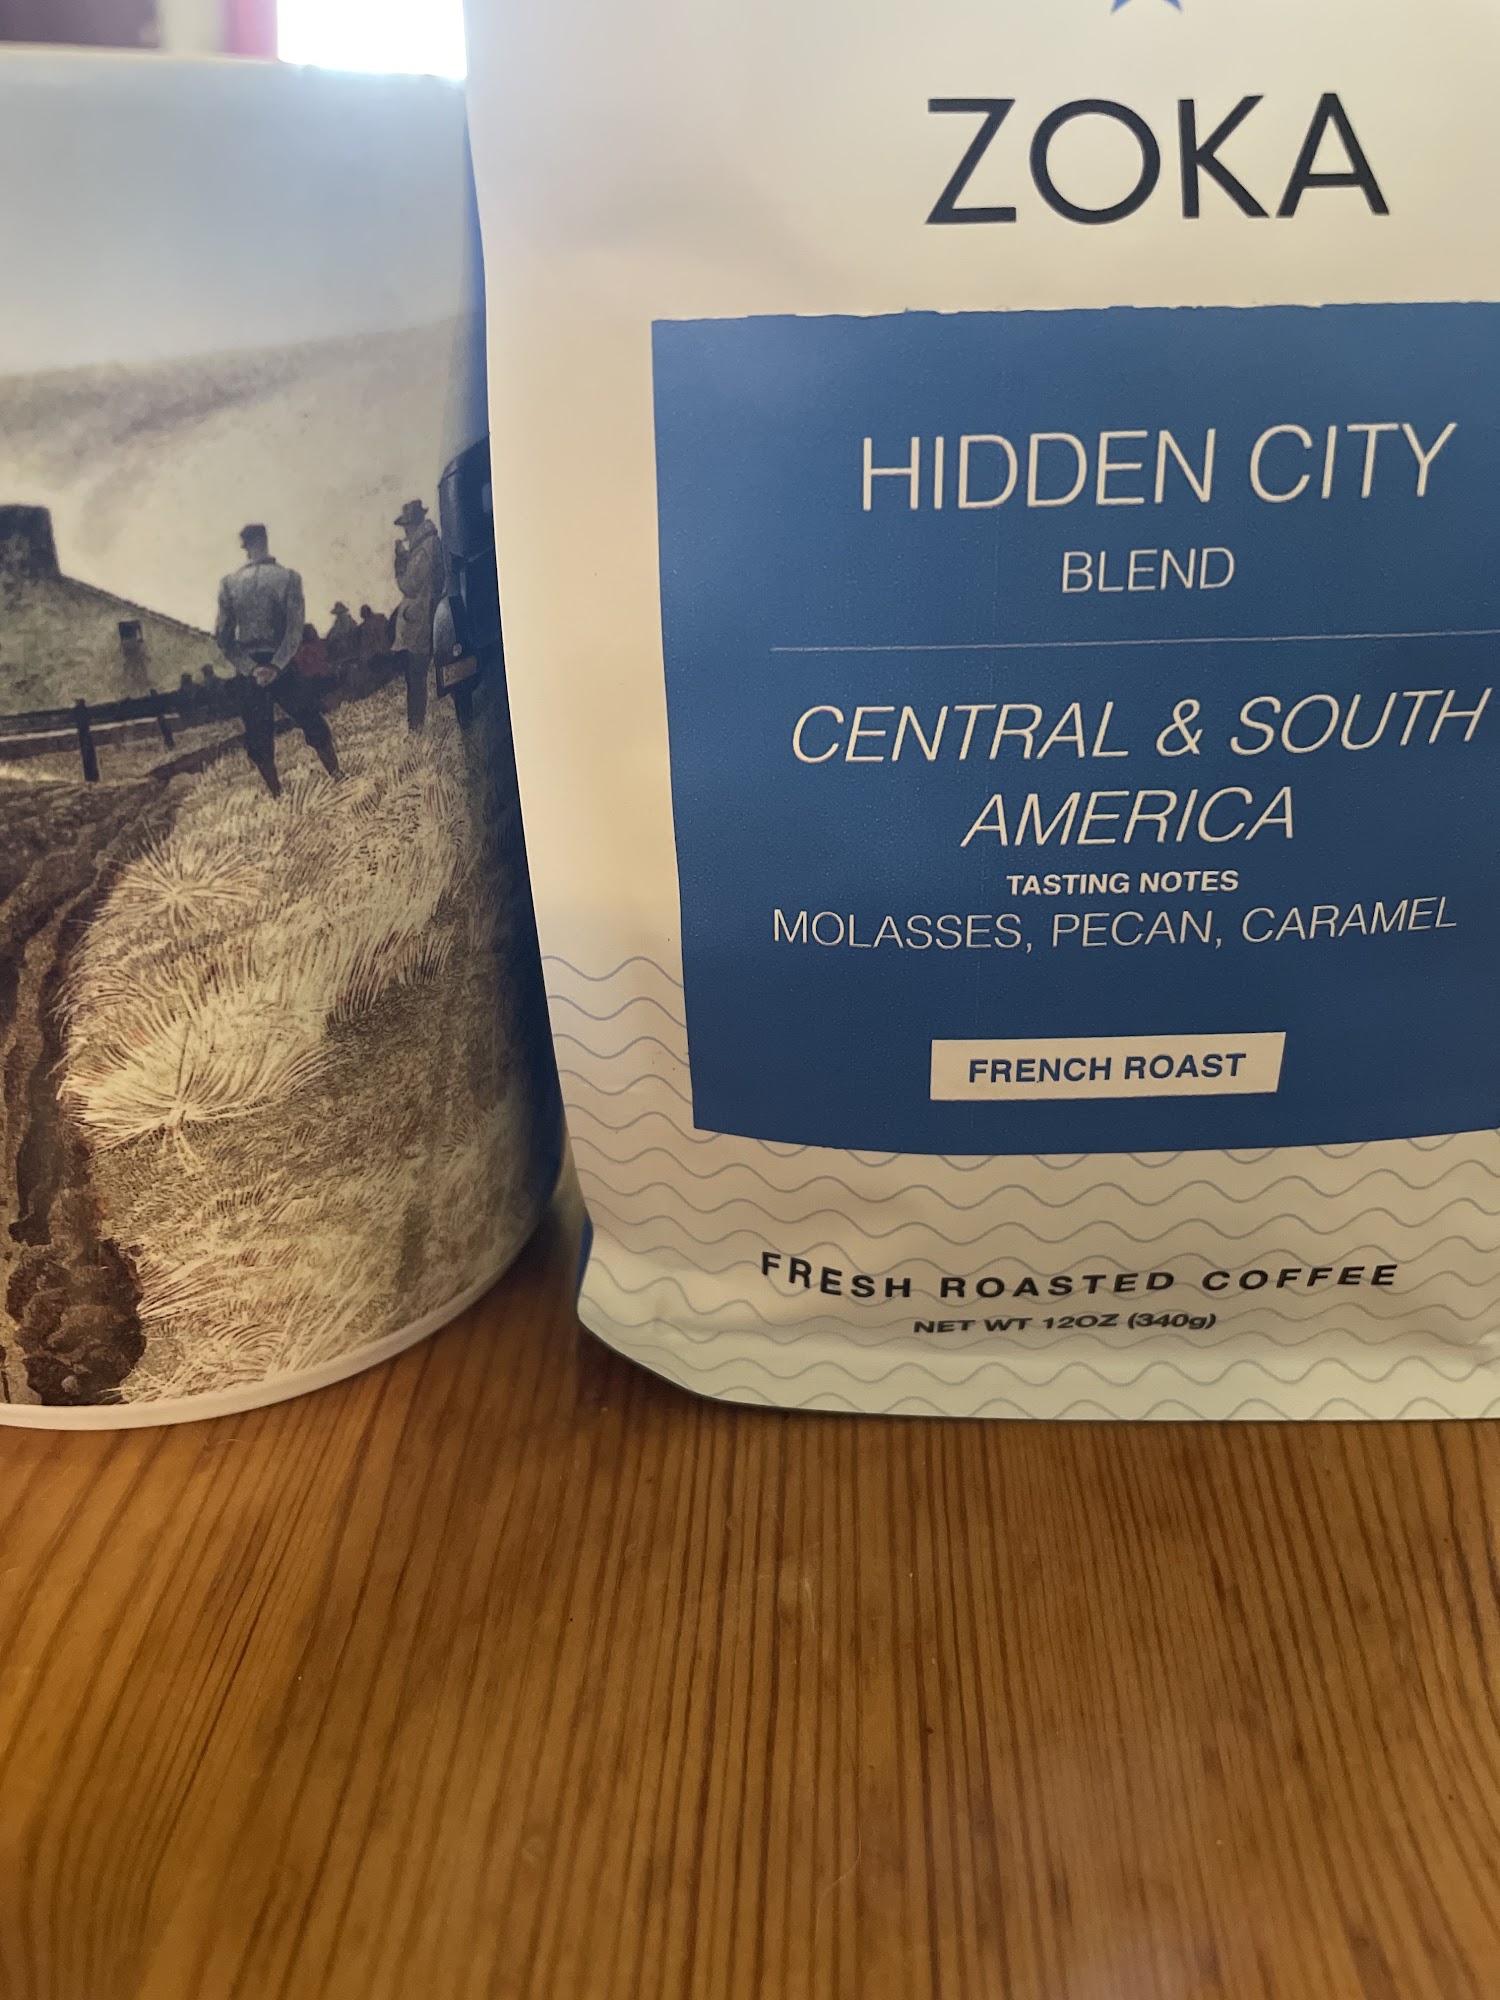 ZOKA
HIDDEN CITY
BLEND
CENTRAL & SOUTH
AMERICA
TASTING NOTES
MOLASSES, PECAN, CARAMEL
FRENCH ROAST
FRESH ROASTED COFFEE
NET WT 12OZ (340g)